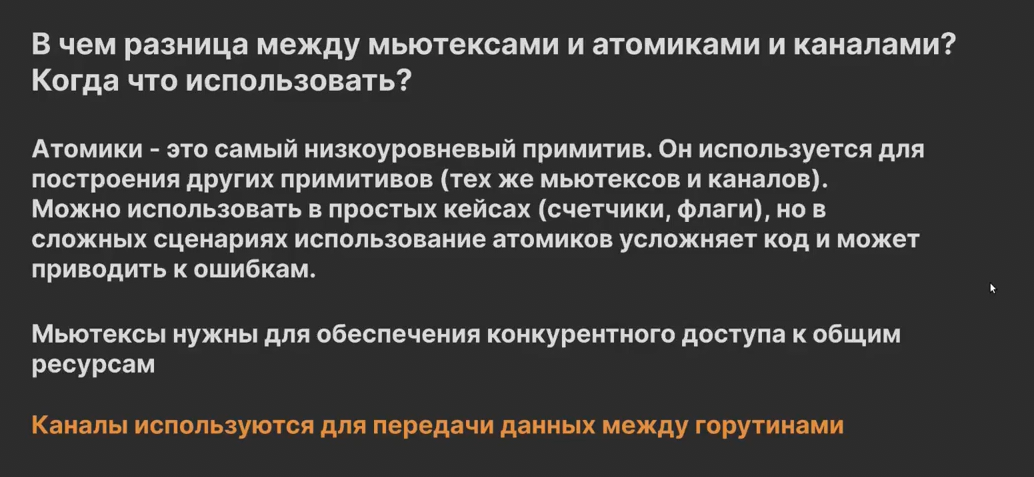 В чем разница между мьютексами и атомиками и каналами?
Когда что использовать?
Атомики - это самый низкоуровневый примитив. Он используется для
построения других примитивов (тех же мьютексов и каналов).
Можно использовать в простых кейсах (счетчики, флаги), но в
сложных сценариях использование атомиков усложняет код и может
приводить к ошибкам.
Мьютексы нужны для обеспечения конкурентного доступа к общим
ресурсам
Каналы используются для передачи данных между горутинами